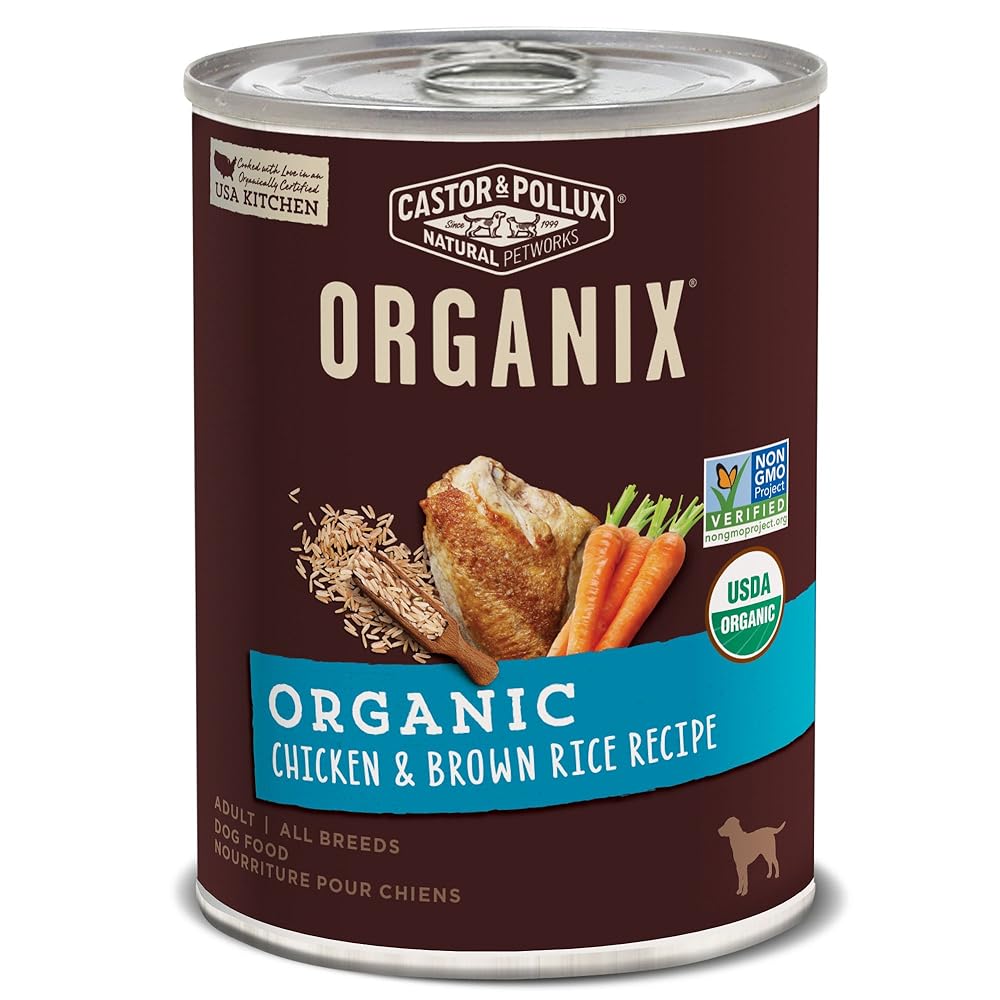 Cooked with Love in an
Organically Certified
USA KITCHEN
CASTOR & POLLUX®
Since 1999
NATURAL PETWORKS
ORGANIX®
NON
GMO
Project
VERIFIED
nongmoproject.org
USDA
ORGANIC
ORGANIC
CHICKEN & BROWN RICE RECIPE
ADULT | ALL BREEDS
DOG FOOD
NOURRITURE POUR CHIENS